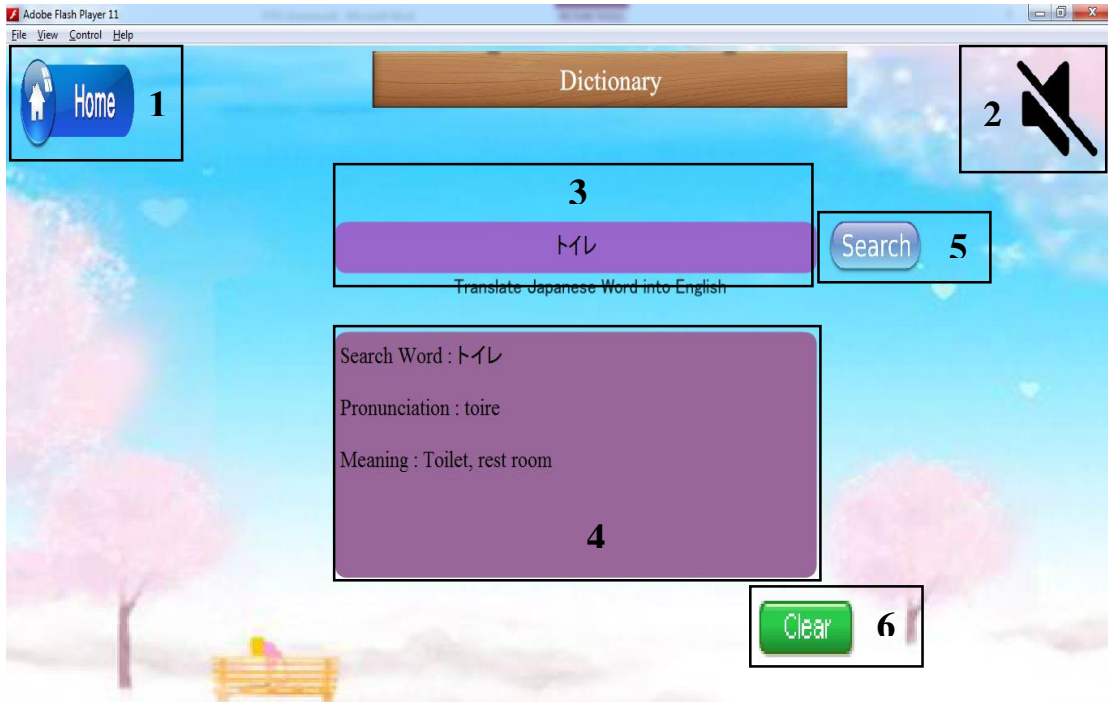 Adobe Flash Player 11
File View Control Help
Home 1
Dictionary
2
3
トイレ
Search 5
Translate Japanese Word into English
Search Word : トイレ
Pronunciation : toire
Meaning : Toilet, rest room
4
Clear 6